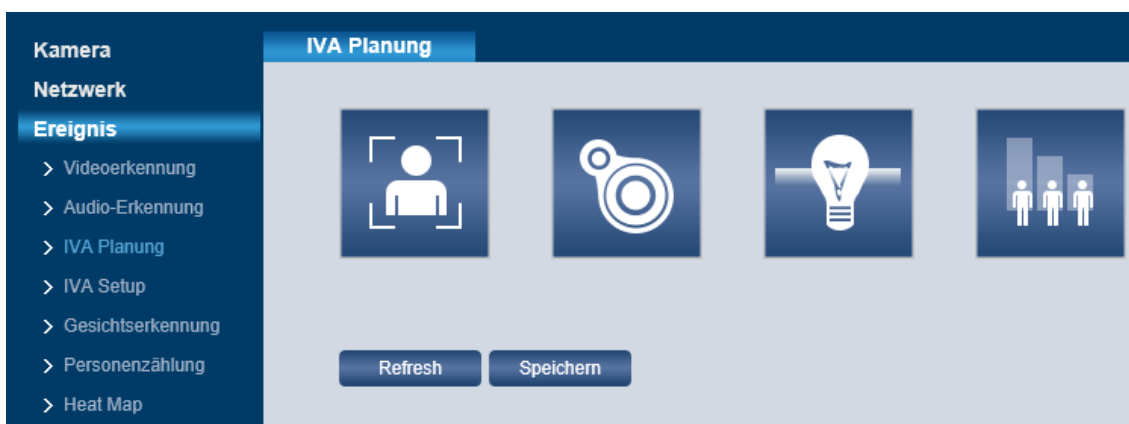 Kamera
Netzwerk
Ereignis
Videoerkennung
Audio-Erkennung
IVA Planung
IVA Setup
Gesichtserkennung
Personenzählung
Heat Map
IVA Planung
Refresh
Speichern